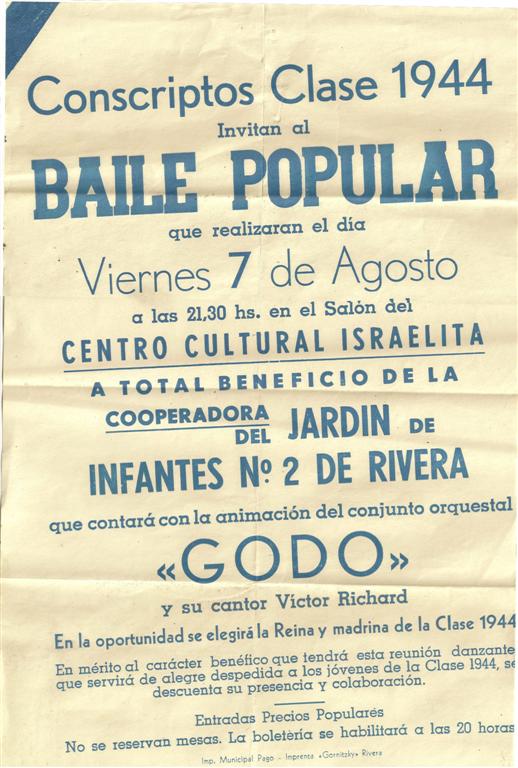 Conscriptos Clase 1944
Invitan al
BAILE POPULAR
que realizaran el día
Viernes 7 de Agosto
a las 21,30 hs. en el Salón del
CENTRO CULTURAL ISRAELITA
A TOTAL BENEFICIO DE LA
COOPERADORA DEL JARDIN DE
INFANTES Nº 2 DE RIVERA
que contará con la animación del conjunto orquestal
«GODO»
y su cantor Víctor Richard
En la oportunidad se elegirá la Reina y madrina de la Clase 1944
En mérito al carácter benéfico que tendrá esta reunión danzante
que servirá de alegre despedida a los jóvenes de la Clase 1944, se
descuenta su presencia y colaboración.
Entradas Precios Populares
No se reservan mesas. La boletería se habilitará a las 20 horas
Imp. Municipal Pago - Imprenta «Gornitzky» Rivera